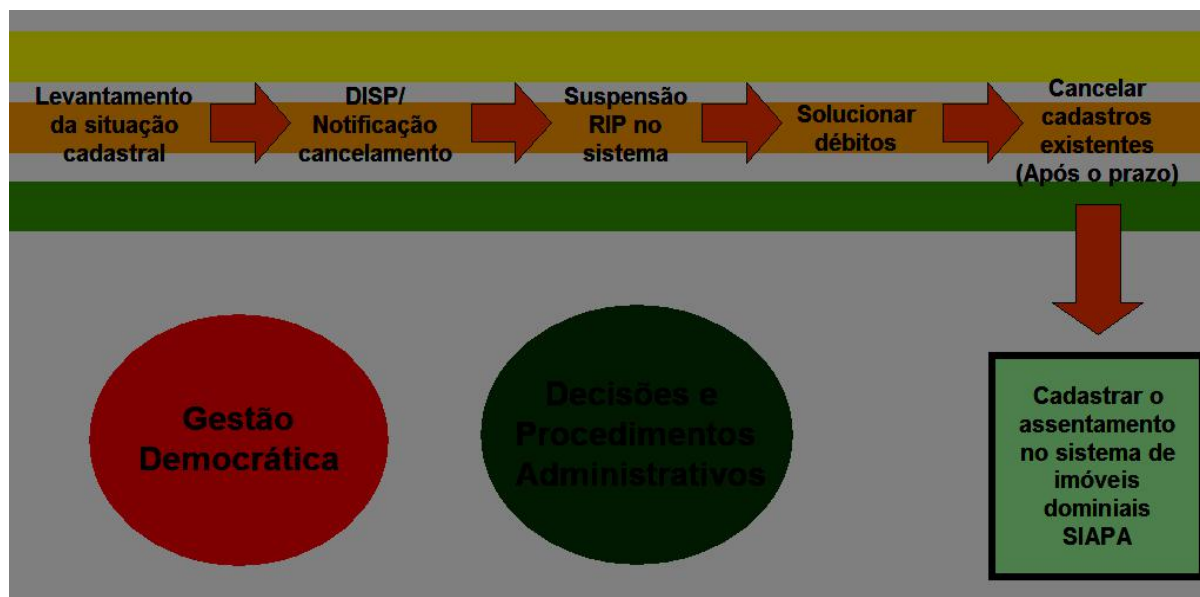 Levantamento
da situação
cadastral
DISP/
Notificação
cancelamento
Suspensão
RIP no
sistema
Solucionar
débitos
Cancelar
cadastros
existentes
(Após o prazo)
Gestão
Democrática
Decisões e
Procedimentos
Administrativos
Cadastrar o
assentamento
no sistema de
imóveis
dominiais
SIAPA